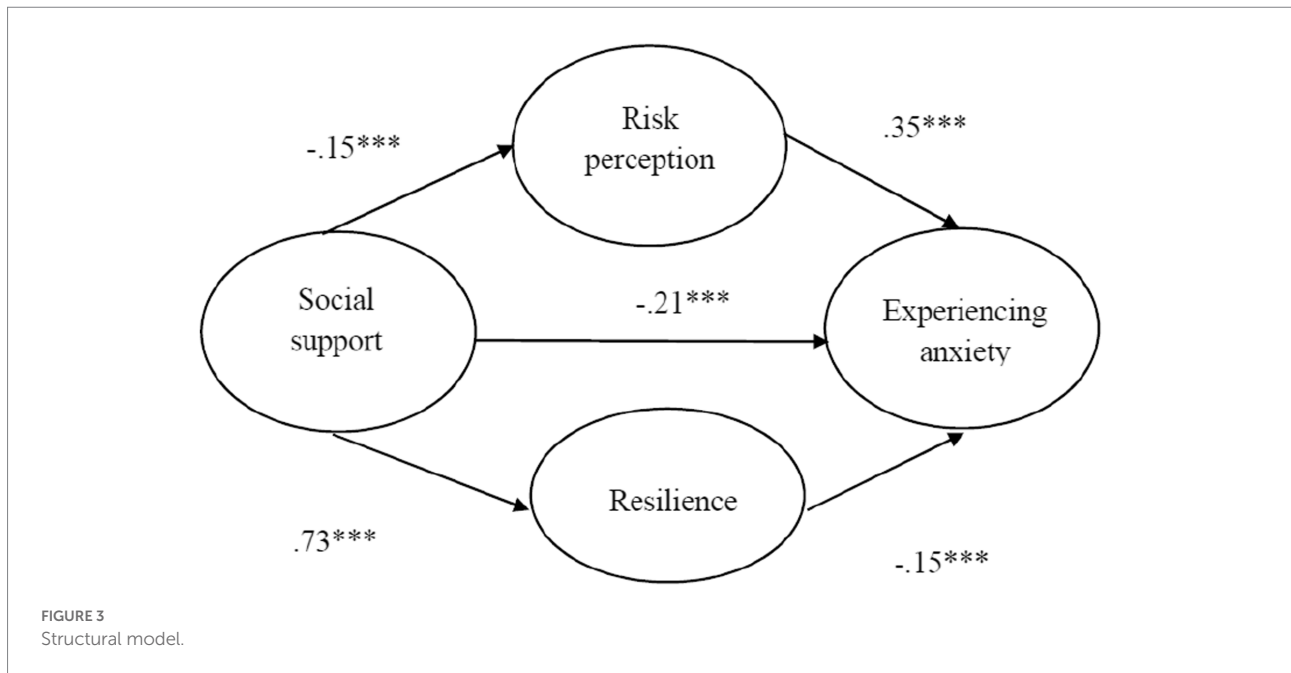 Risk
perception
-.15***
.35***
Social
support
-.21***
Experiencing
anxiety
Resilience
.73***
-.15***
FIGURE 3
Structural model.